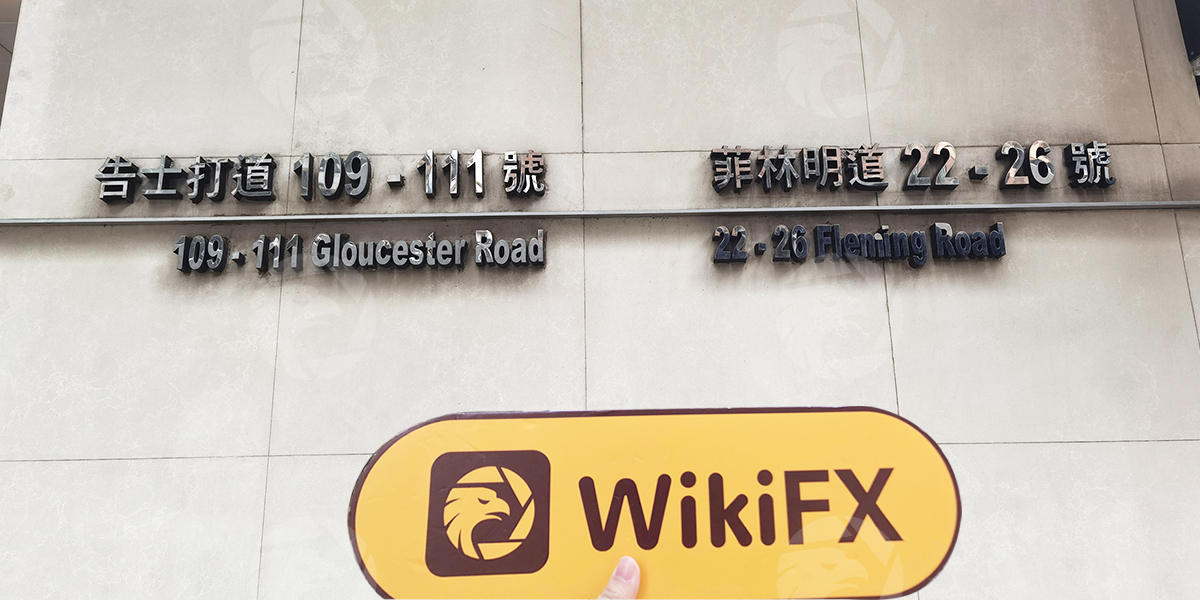 告士打道 109 - 111 號
109 - 111 Gloucester Road
菲林明道 22 - 26 號
22 - 26 Fleming Road
WikiFX